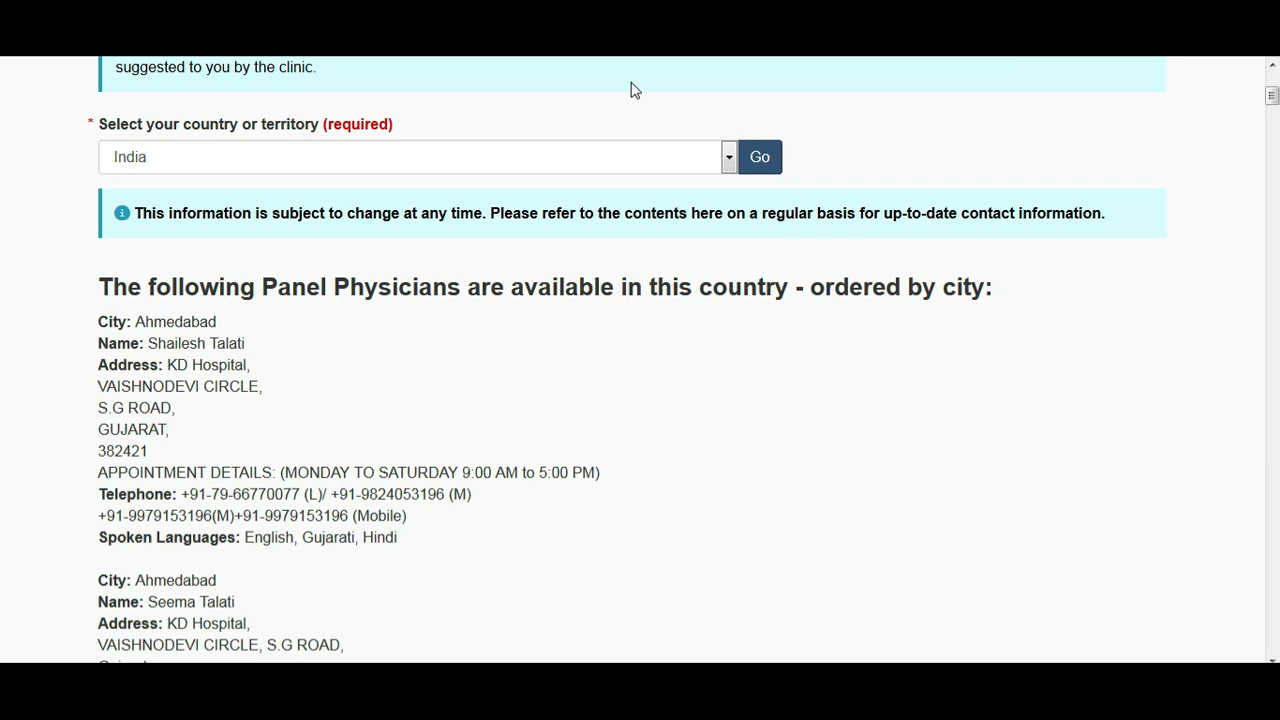 suggested to you by the clinic.
* Select your country or territory (required)
India
Go
This information is subject to change at any time. Please refer to the contents here on a regular basis for up-to-date contact information.
The following Panel Physicians are available in this country - ordered by city:
City: Ahmedabad
Name: Shailesh Talati
Address: KD Hospital,
VAISHNODEVI CIRCLE,
S.G ROAD,
GUJARAT,
382421
APPOINTMENT DETAILS: (MONDAY TO SATURDAY 9:00 AM to 5:00 PM)
Telephone: +91-79-66770077 (L)/ +91-9824053196 (M)
+91-9979153196(M)+91-9979153196 (Mobile)
Spoken Languages: English, Gujarati, Hindi
City: Ahmedabad
Name: Seema Talati
Address: KD Hospital,
VAISHNODEVI CIRCLE, S.G ROAD,